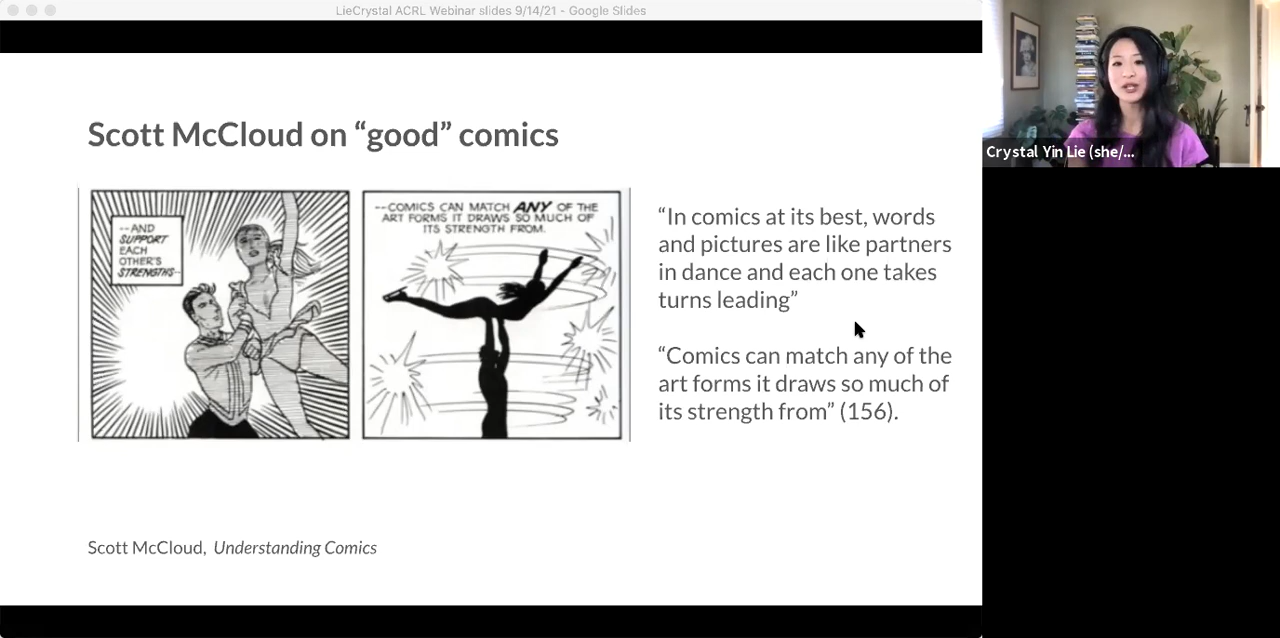 LieCrystal ACRL Webinar slides 9/14/21 - Google Slides
Scott McCloud on “good” comics
--AND
SUPPORT
EACH
OTHER'S
STRENGTHS--
--COMICS CAN MATCH ANY OF THE
ART FORMS IT DRAWS SO MUCH OF
ITS STRENGTH FROM.
“In comics at its best, words
and pictures are like partners
in dance and each one takes
turns leading”
“Comics can match any of the
art forms it draws so much of
its strength from” (156).
Scott McCloud, Understanding Comics
Crystal Yin Lie (she/...